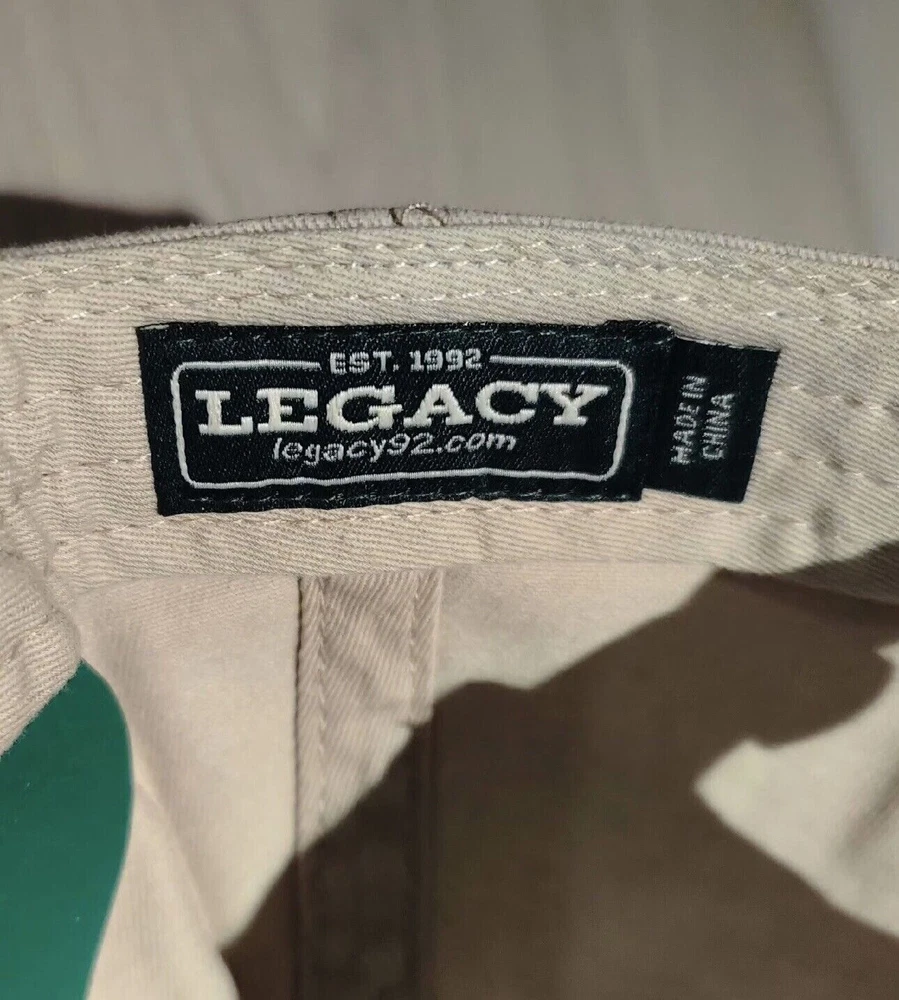 EST. 1992
LEGACY
legacy92.com
MADE IN
CHINA